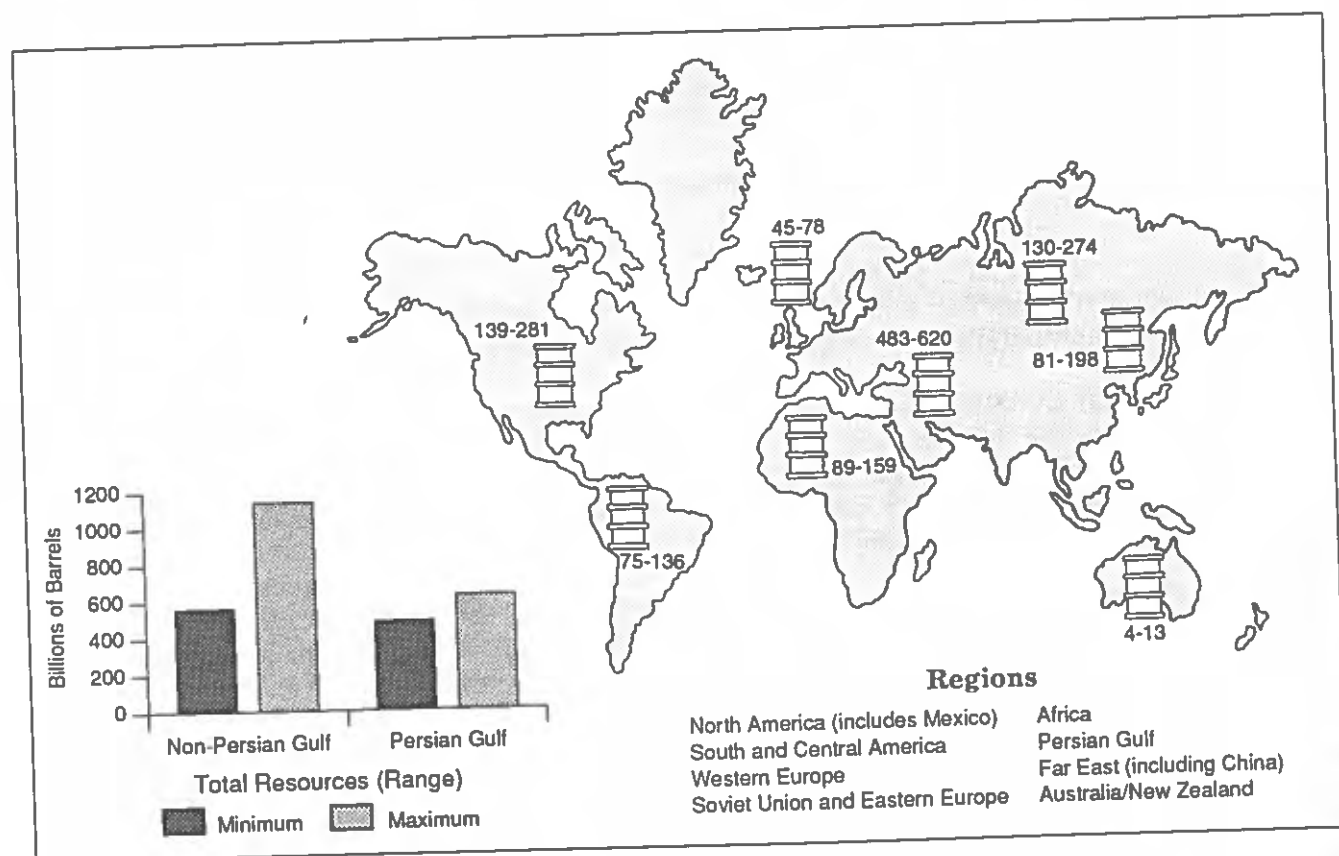 45-78
130-274
139-281
483-620
81-198
89-159
75-136
4-13
Billions of Barrels
1200
1000
800
600
400
200
0
Non-Persian Gulf
Persian Gulf
Total Resources (Range)
Minimum
Maximum
Regions
North America (includes Mexico)
South and Central America
Western Europe
Soviet Union and Eastern Europe
Africa
Persian Gulf
Far East (including China)
Australia/New Zealand